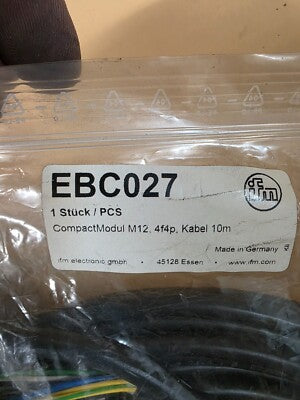 EBC027
ifm
1 Stück / PCS
CompactModul M12, 4f4p, Kabel 10m
Made in Germany
ifm electronic gmbh • 45128 Essen • www.ifm.com